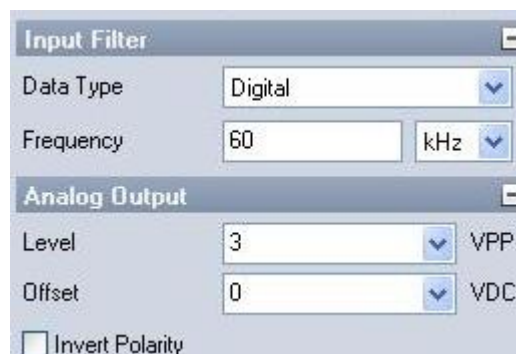 Input Filter
Data Type Digital
Frequency 60 kHz
Analog Output
Level 3 VPP
Offset 0 VDC
Invert Polarity